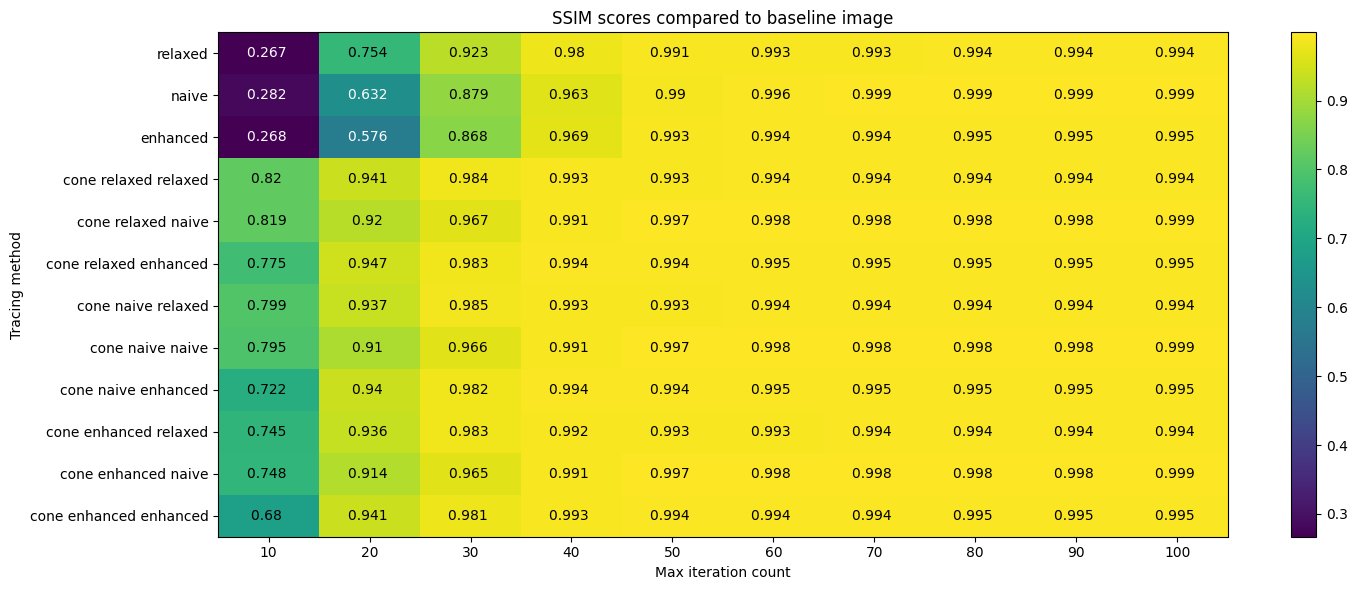 SSIM scores compared to baseline image
Tracing method
relaxed 0.267 0.754 0.923 0.98 0.991 0.993 0.993 0.994 0.994 0.994
naive 0.282 0.632 0.879 0.963 0.99 0.996 0.999 0.999 0.999 0.999
enhanced 0.268 0.576 0.868 0.969 0.993 0.994 0.994 0.995 0.995 0.995
cone relaxed relaxed 0.82 0.941 0.984 0.993 0.993 0.994 0.994 0.994 0.994 0.994
cone relaxed naive 0.819 0.92 0.967 0.991 0.997 0.998 0.998 0.998 0.998 0.999
cone relaxed enhanced 0.775 0.947 0.983 0.994 0.994 0.995 0.995 0.995 0.995 0.995
cone naive relaxed 0.799 0.937 0.985 0.993 0.993 0.994 0.994 0.994 0.994 0.994
cone naive naive 0.795 0.91 0.966 0.991 0.997 0.998 0.998 0.998 0.998 0.999
cone naive enhanced 0.722 0.94 0.982 0.994 0.994 0.995 0.995 0.995 0.995 0.995
cone enhanced relaxed 0.745 0.936 0.983 0.992 0.993 0.993 0.994 0.994 0.994 0.994
cone enhanced naive 0.748 0.914 0.965 0.991 0.997 0.998 0.998 0.998 0.998 0.999
cone enhanced enhanced 0.68 0.941 0.981 0.993 0.994 0.994 0.994 0.995 0.995 0.995
10 20 30 40 50 60 70 80 90 100
Max iteration count
0.9
0.8
0.7
0.6
0.5
0.4
0.3